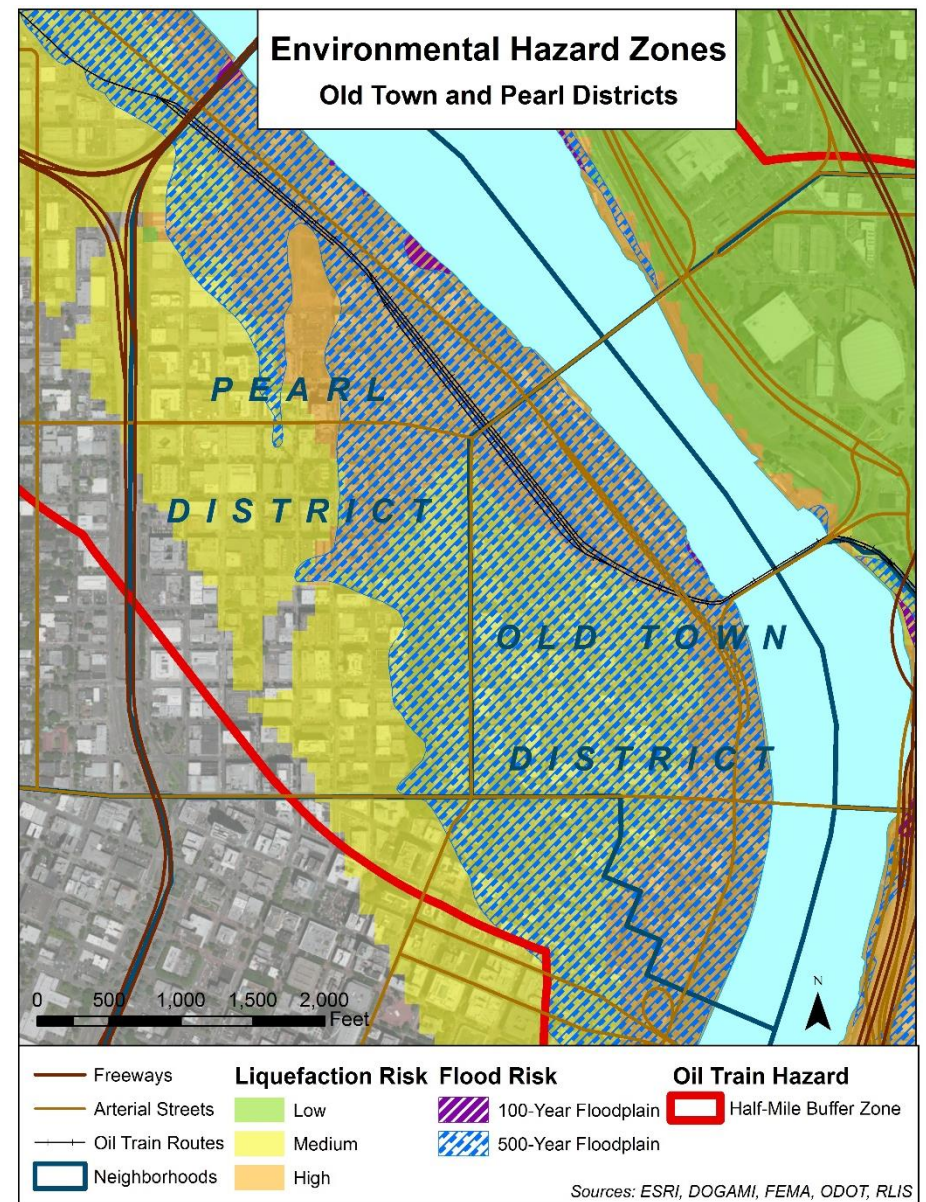 Environmental Hazard Zones
Old Town and Pearl Districts
PEARL
DISTRICT
OLD TOWN
DISTRICT
N
0 500 1,000 1,500 2,000
Feet
Freeways
Arterial Streets
Oil Train Routes
Neighborhoods
Liquefaction Risk
Low
Medium
High
Flood Risk
100-Year Floodplain
500-Year Floodplain
Oil Train Hazard
Half-Mile Buffer Zone
Sources: ESRI, DOGAMI, FEMA, ODOT, RLIS